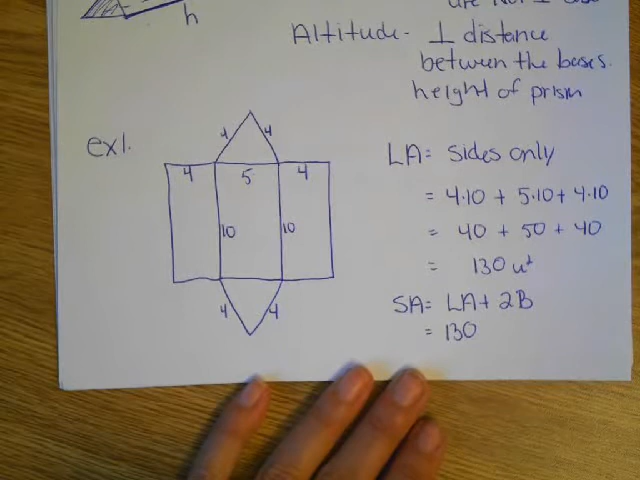 h
Altitude - ⊥ distance
between the bases.
height of prism
ex1.
4 4
4 5 4
10 10
4 4
LA = sides only
= 4·10 + 5·10 + 4·10
= 40 + 50 + 40
= 130 u²
SA = LA + 2B
= 130